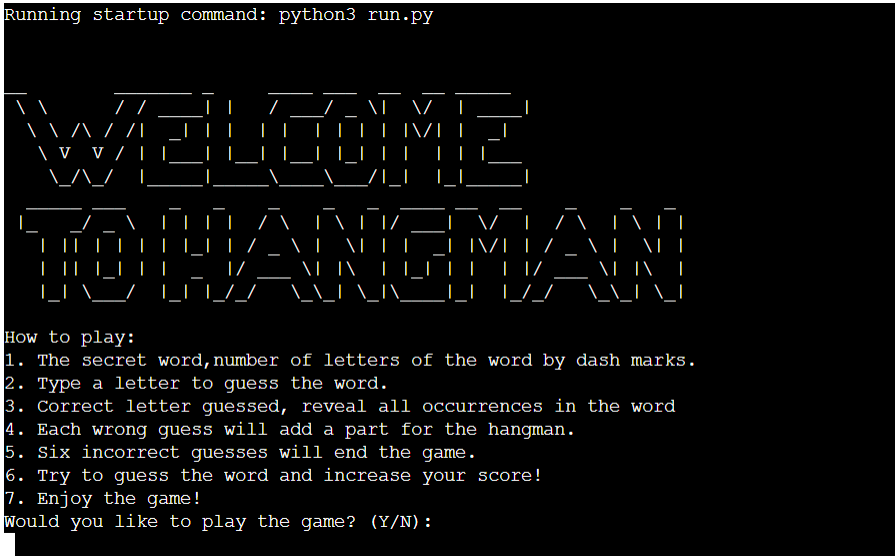 Running startup command: python3 run.py
WELCOME
TO HANGMAN
How to play:
1. The secret word,number of letters of the word by dash marks.
2. Type a letter to guess the word.
3. Correct letter guessed, reveal all occurrences in the word
4. Each wrong guess will add a part for the hangman.
5. Six incorrect guesses will end the game.
6. Try to guess the word and increase your score!
7. Enjoy the game!
Would you like to play the game? (Y/N):